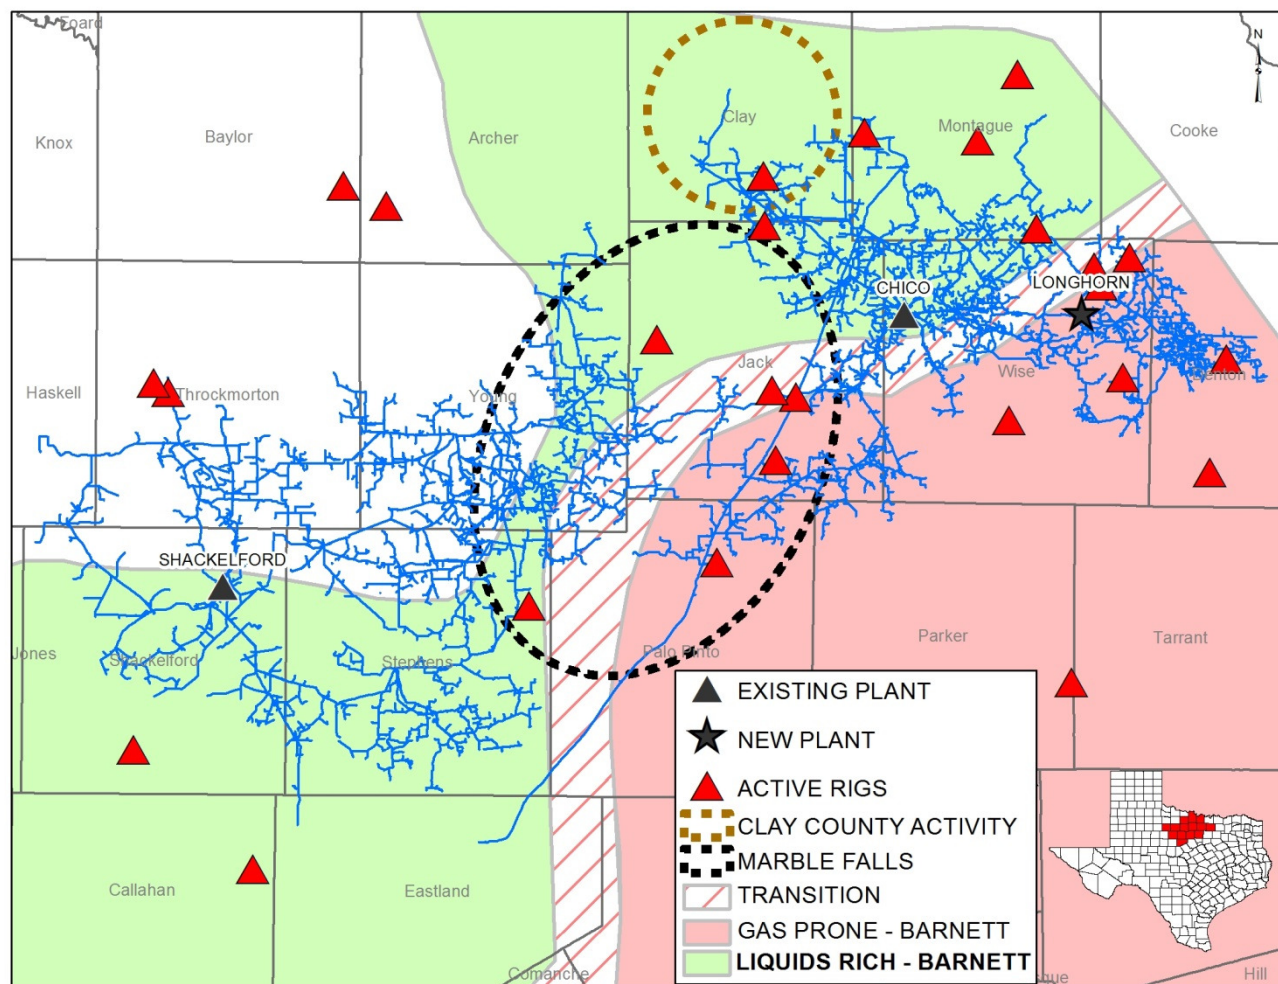 Foard
N
Knox
Baylor
Archer
Clay
Montague
Cooke
CHICO
LONGHORN
Haskell
Throckmorton
Young
Jack
Wise
Denton
SHACKELFORD
Jones
Shackelford
Stephens
Palo Pinto
Parker
Tarrant
EXISTING PLANT
NEW PLANT
ACTIVE RIGS
CLAY COUNTY ACTIVITY
MARBLE FALLS
TRANSITION
GAS PRONE - BARNETT
LIQUIDS RICH - BARNETT
Callahan
Eastland
Comanche
sque
Hill